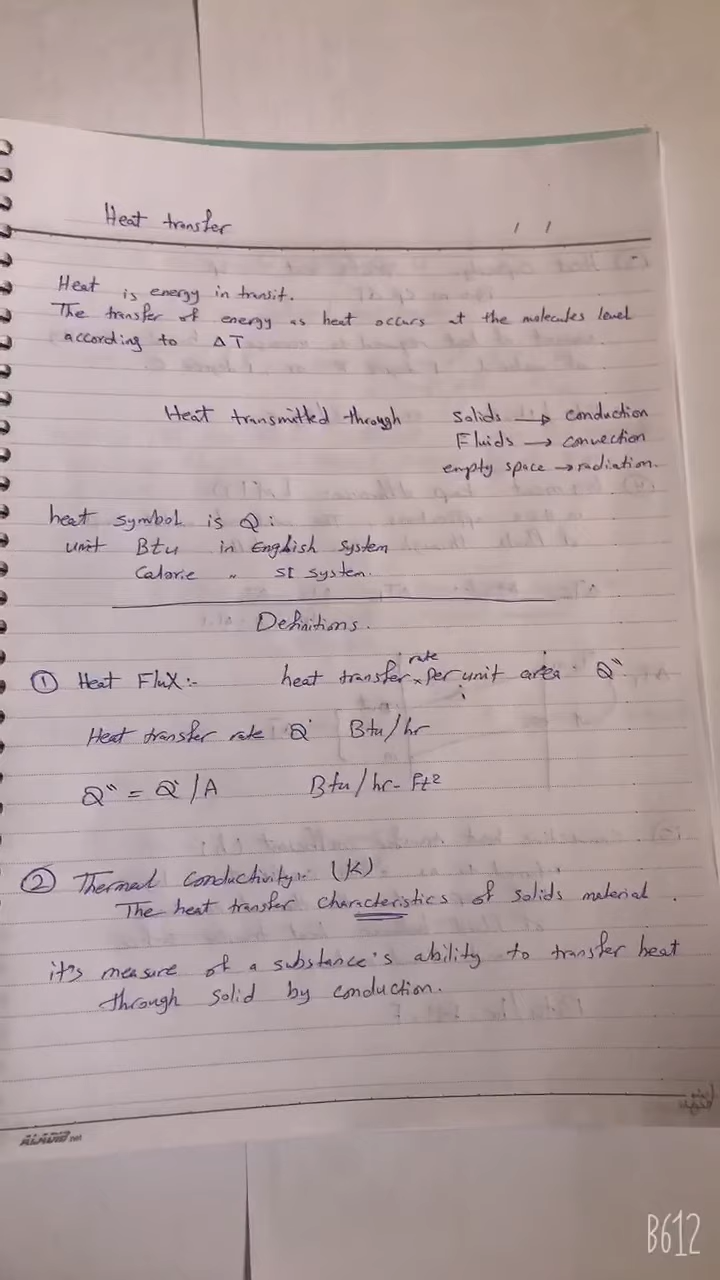 Heat transfer / /
Heat is energy in transit.
The transfer of energy as heat occurs at the molecules level
according to ΔT
Heat transmitted through solids → conduction
Fluids → convection
empty space → radiation.
heat symbol is Q:
unit Btu in English system
Calorie " SI system.
Definitions.
① Heat Flux:- heat transfer rate per unit area. Q̇"
Heat transfer rate Q̇ Btu/hr
Q̇" = Q̇/A Btu/hr-Ft²
② Thermal Conductivity:- (K)
The heat transfer characteristics of solids material.
it's measure of a substance's ability to transfer heat
through solid by conduction.
ALMARID.net
B612